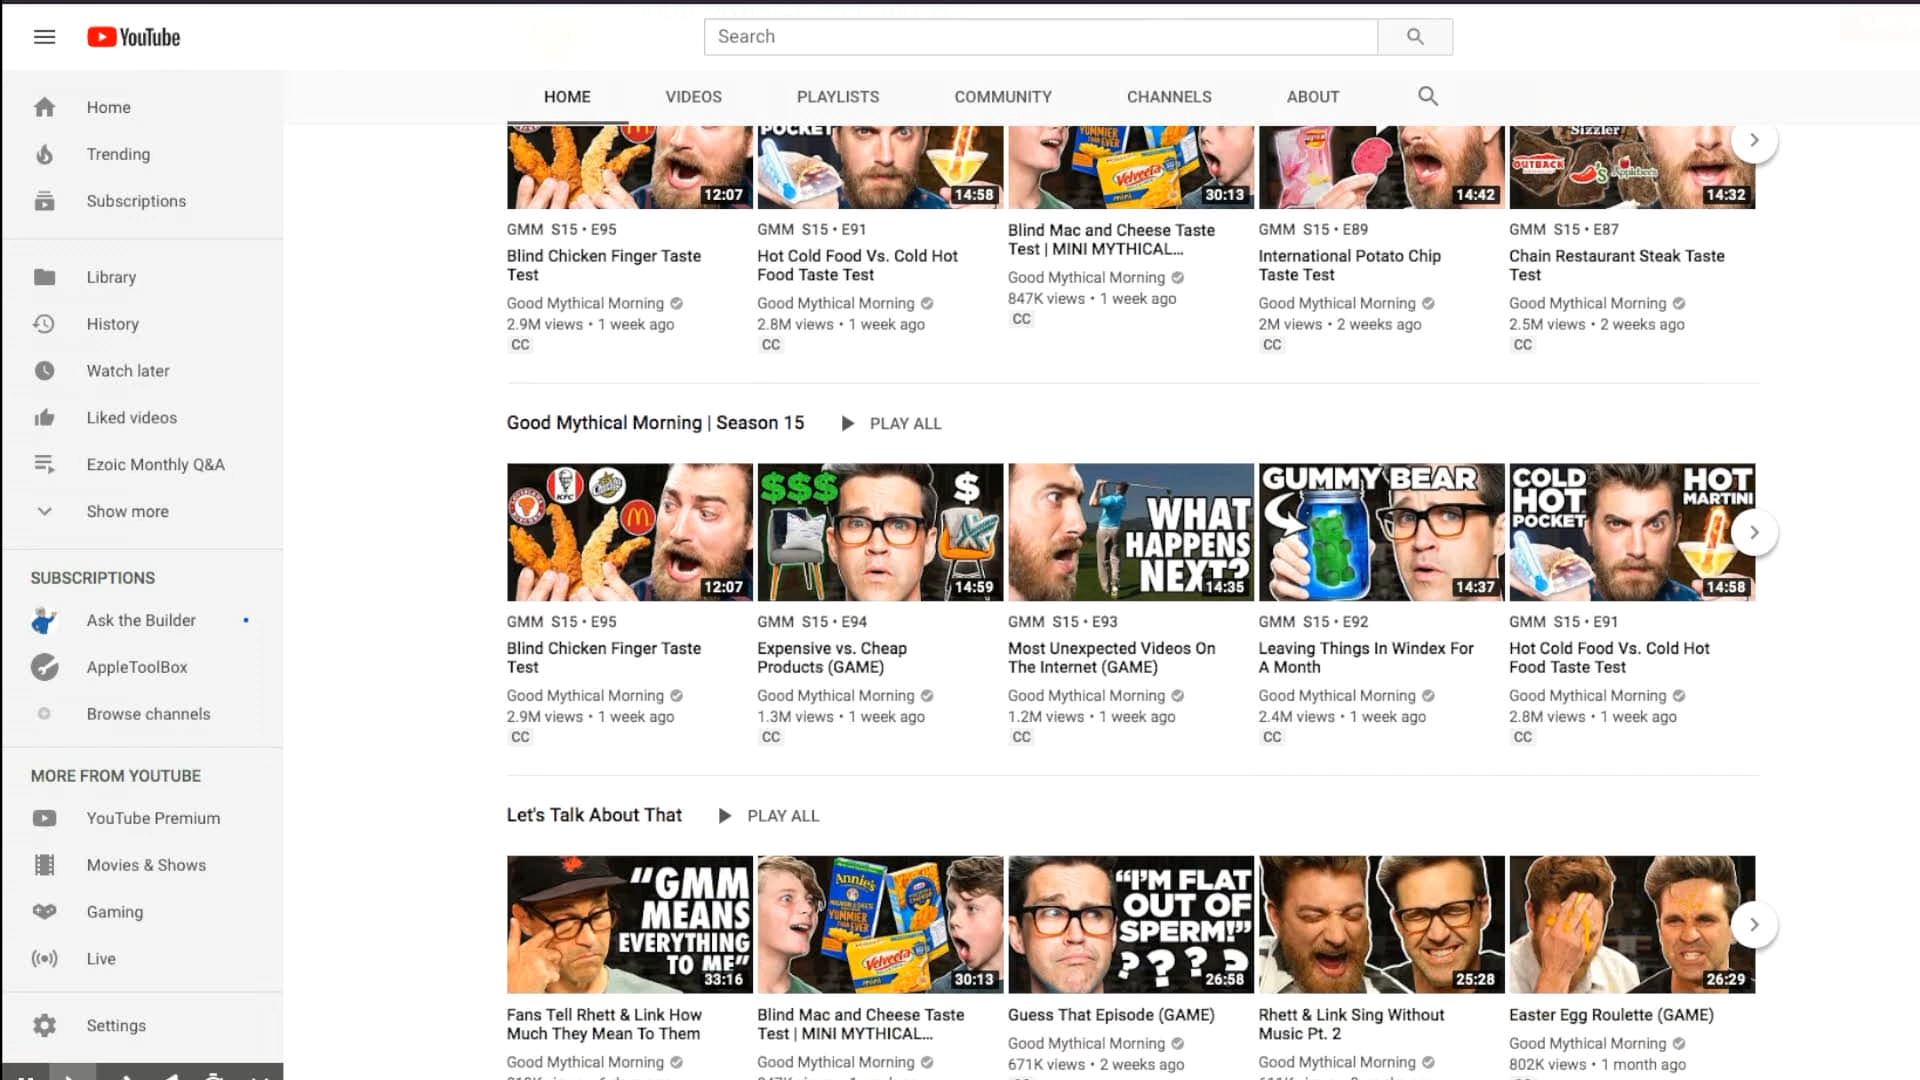 YouTube
Search
HOME
VIDEOS
PLAYLISTS
COMMUNITY
CHANNELS
ABOUT
Home
Trending
Subscriptions
Library
History
Watch later
Liked videos
Ezoic Monthly Q&A
Show more
SUBSCRIPTIONS
Ask the Builder
AppleToolBox
Browse channels
MORE FROM YOUTUBE
YouTube Premium
Movies & Shows
Gaming
Live
Settings
12:07
GMM S15 • E95
Blind Chicken Finger Taste
Test
Good Mythical Morning
2.9M views • 1 week ago
CC
POCKET
14:58
GMM S15 • E91
Hot Cold Food Vs. Cold Hot
Food Taste Test
Good Mythical Morning
2.8M views • 1 week ago
CC
YUMMIER
THAN EVER
Velveeta
30:13
Blind Mac and Cheese Taste
Test | MINI MYTHICAL...
Good Mythical Morning
847K views • 1 week ago
CC
14:42
GMM S15 • E89
International Potato Chip
Taste Test
Good Mythical Morning
2M views • 2 weeks ago
CC
Sizzler
OUTBACK
Applebee's
14:32
GMM S15 • E87
Chain Restaurant Steak Taste
Test
Good Mythical Morning
2.5M views • 2 weeks ago
CC
Good Mythical Morning | Season 15
PLAY ALL
KFC
12:07
GMM S15 • E95
Blind Chicken Finger Taste
Test
Good Mythical Morning
2.9M views • 1 week ago
CC
$$$
$
14:59
GMM S15 • E94
Expensive vs. Cheap
Products (GAME)
Good Mythical Morning
1.3M views • 1 week ago
CC
WHAT
HAPPENS
NEXT?
14:35
GMM S15 • E93
Most Unexpected Videos On
The Internet (GAME)
Good Mythical Morning
1.2M views • 1 week ago
CC
GUMMY BEAR
14:37
GMM S15 • E92
Leaving Things In Windex For
A Month
Good Mythical Morning
2.4M views • 1 week ago
CC
COLD
HOT
POCKET
HOT
MARTINI
14:58
GMM S15 • E91
Hot Cold Food Vs. Cold Hot
Food Taste Test
Good Mythical Morning
2.8M views • 1 week ago
CC
Let's Talk About That
PLAY ALL
"GMM
MEANS
EVERYTHING
TO ME"
33:16
Fans Tell Rhett & Link How
Much They Mean To Them
Good Mythical Morning
Annie's
YUMMIER
THAN EVER
Velveeta
30:13
Blind Mac and Cheese Taste
Test | MINI MYTHICAL...
Good Mythical Morning
"I'M FLAT
OUT OF
SPERM!"
????
26:58
Guess That Episode (GAME)
Good Mythical Morning
671K views • 2 weeks ago
25:28
Rhett & Link Sing Without
Music Pt. 2
Good Mythical Morning
26:29
Easter Egg Roulette (GAME)
Good Mythical Morning
802K views • 1 month ago